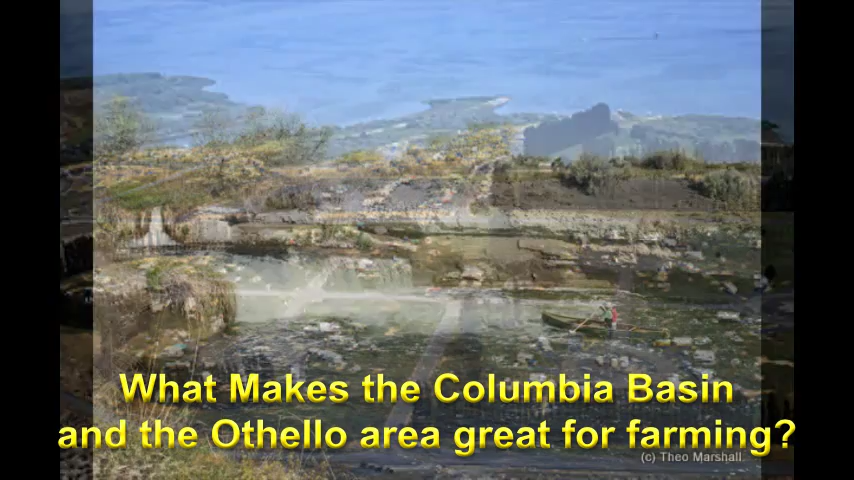 What Makes the Columbia Basin
and the Othello area great for farming?
(c) Theo Marshall